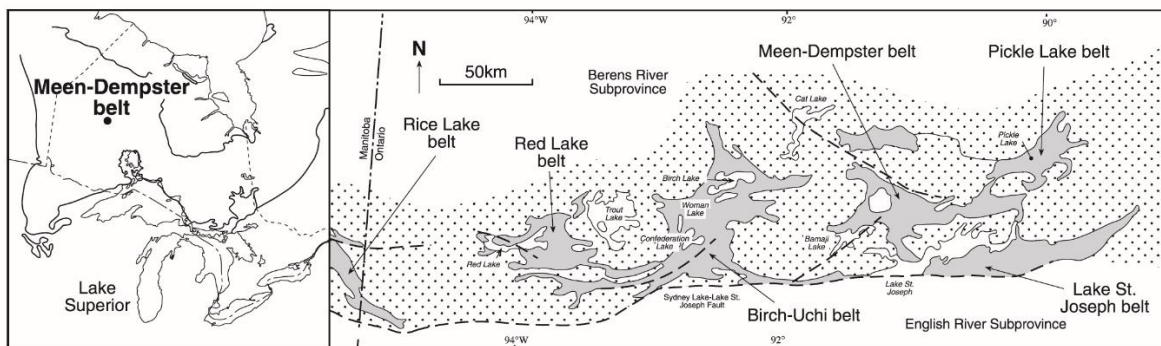 Meen-Dempster
belt
Lake
Superior
94°W
92°
90°
N
50km
Manitoba
Ontario
Berens River
Subprovince
Meen-Dempster belt
Pickle Lake belt
Cat Lake
Pickle
Lake
Rice Lake
belt
Red Lake
belt
Birch Lake
Trout
Lake
Woman
Lake
Confederation
Lake
Red Lake
Bamaji
Lake
Lake St.
Joseph
Sydney Lake-Lake St.
Joseph Fault
Birch-Uchi belt
Lake St.
Joseph belt
English River Subprovince
94°W
92°